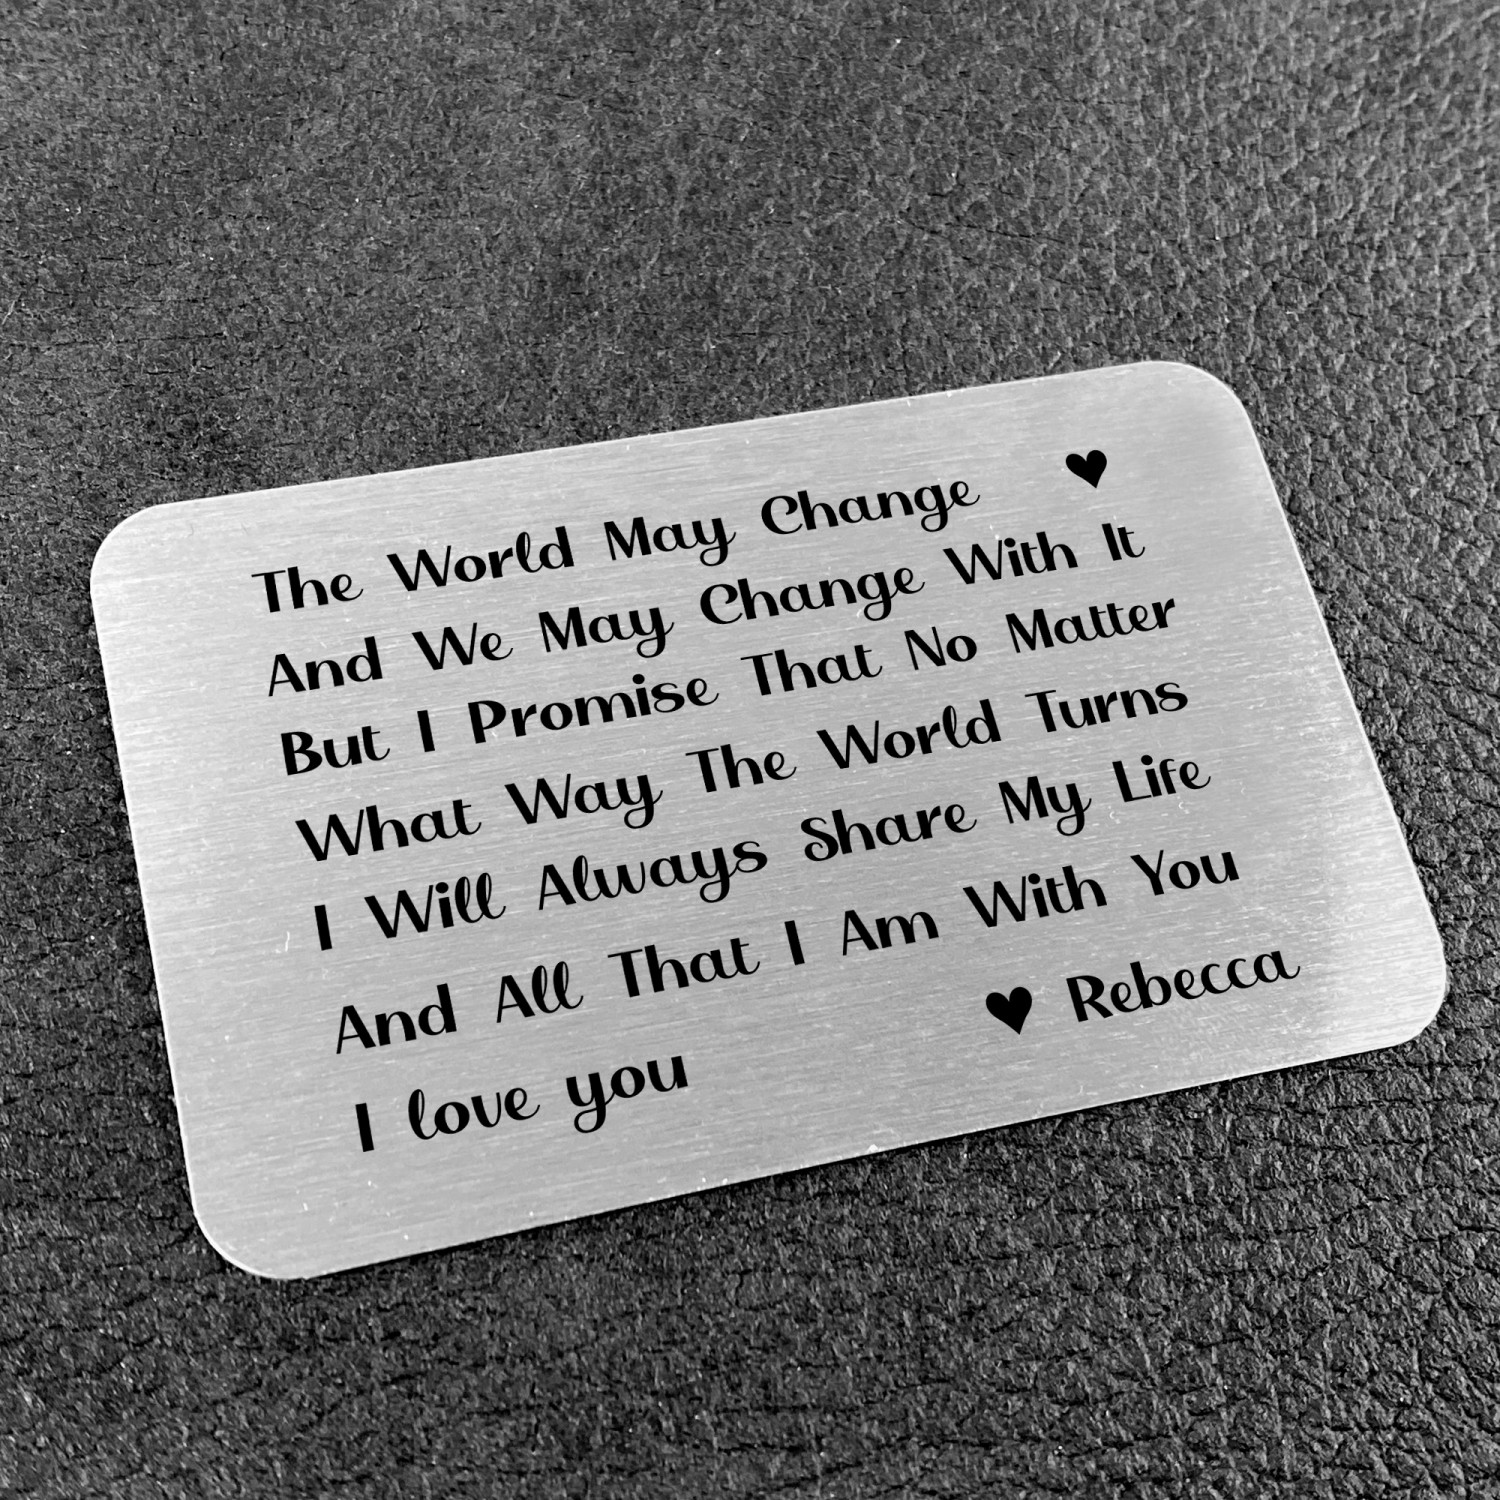 The World May Change ♥
And We May Change With It
But I Promise That No Matter
What Way The World Turns
I Will Always Share My Life
And All That I Am With You
I love you ♥ Rebecca